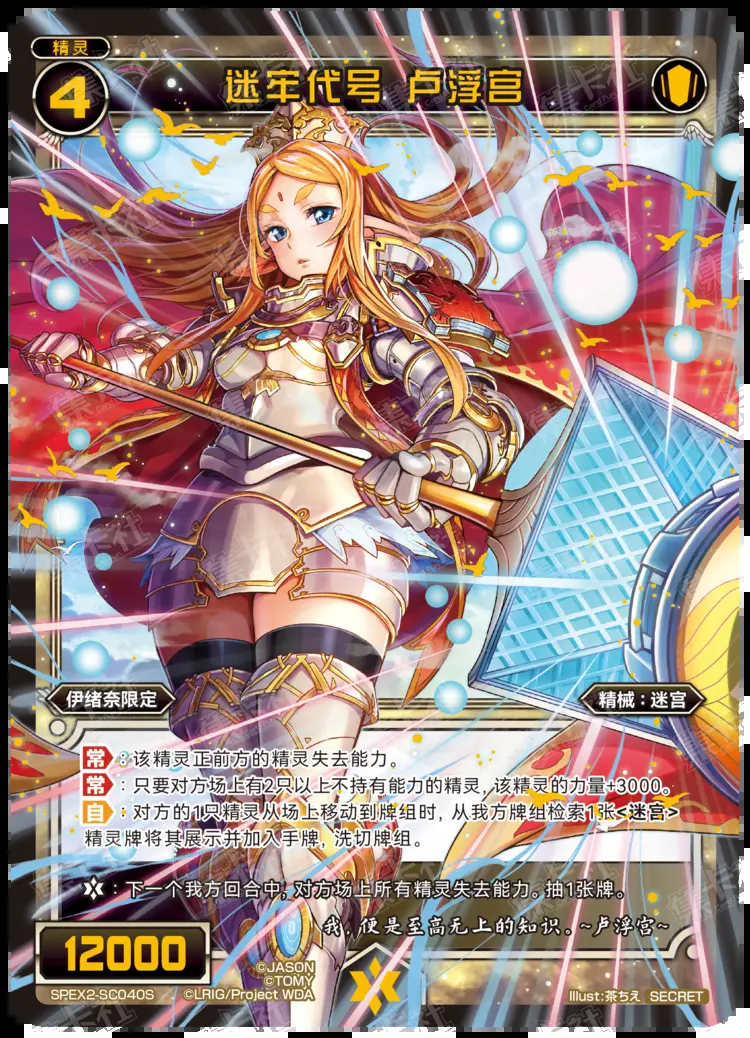 精灵
4
迷牢代号 卢浮宫
伊绪奈限定
精械：迷宫
常：该精灵正前方的精灵失去能力。
常：只要对方场上有2只以上不持有能力的精灵, 该精灵的力量+3000。
自：对方的1只精灵从场上移动到牌组时, 从我方牌组检索1张<迷宫>
精灵牌将其展示并加入手牌, 洗切牌组。
：下一个我方回合中, 对方场上所有精灵失去能力。抽1张牌。
我, 便是至高无上的知识。~卢浮宫~
12000
©JASON
©TOMY
SPEX2-SC040S ©LRIG/Project WDA
Illust:茶ちえ SECRET
集卡社